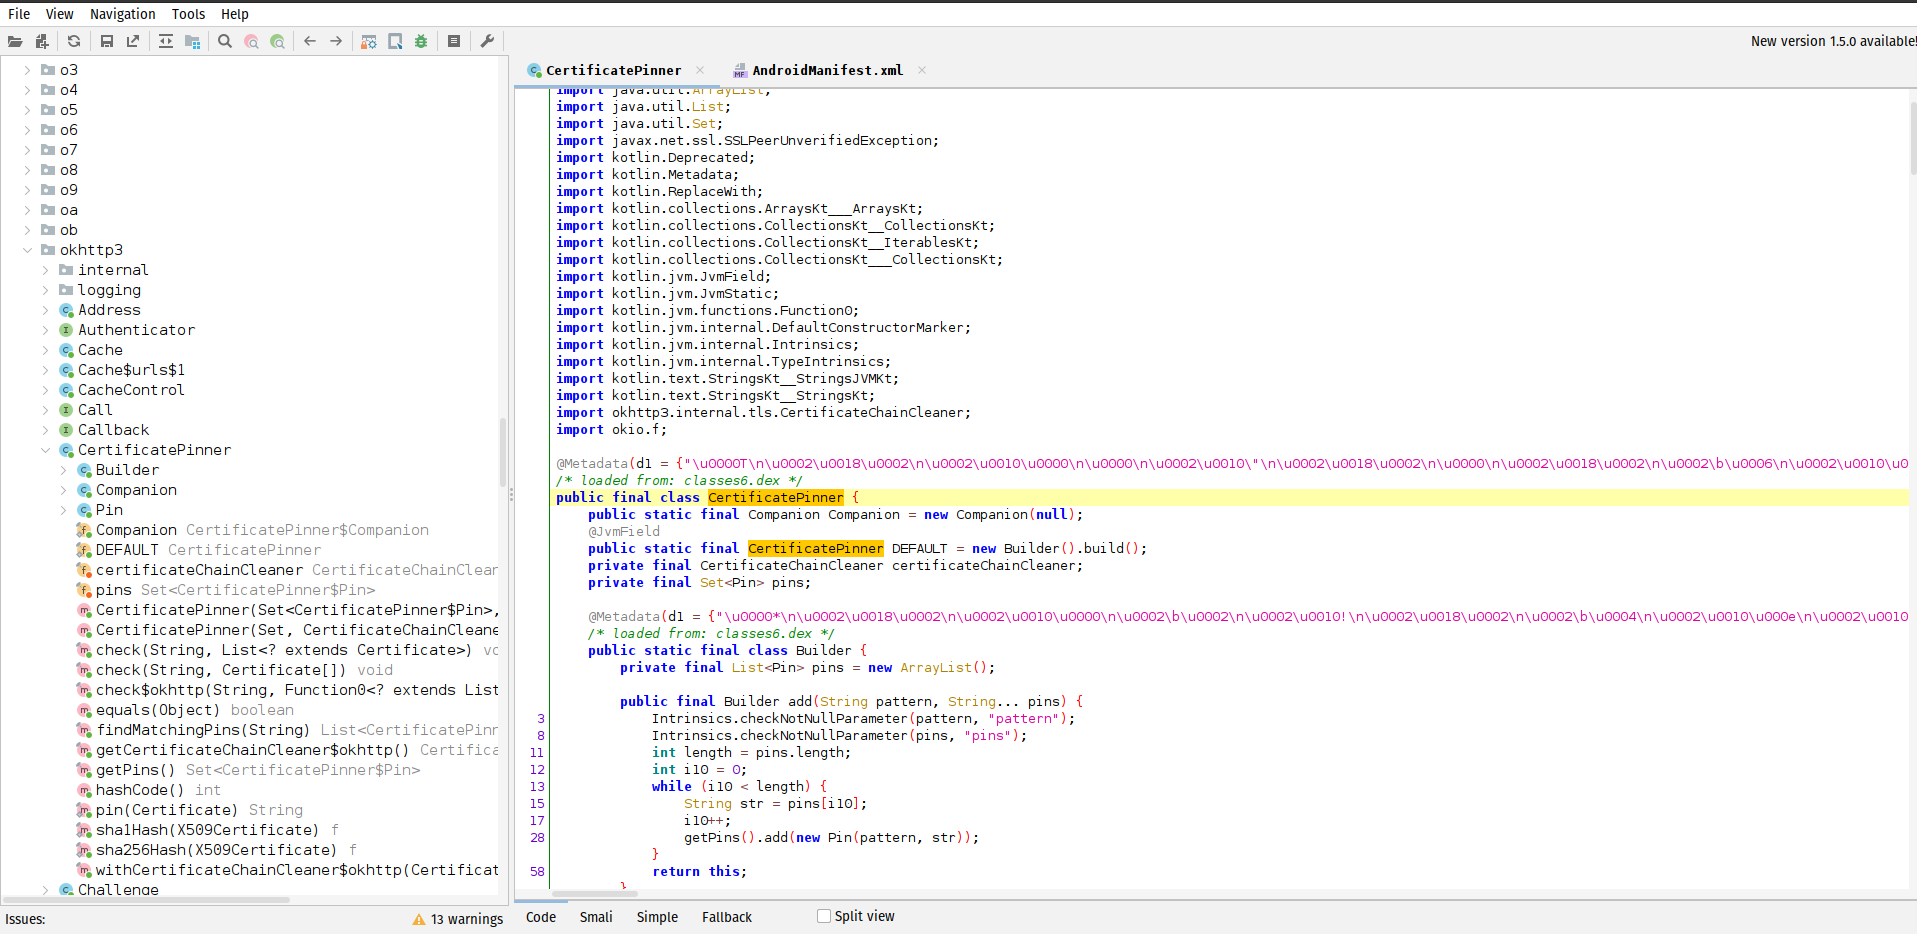 File View Navigation Tools Help
New version 1.5.0 available!
o3
o4
o5
o6
o7
o8
o9
oa
ob
okhttp3
internal
logging
Address
Authenticator
Cache
Cache$urls$1
CacheControl
Call
Callback
CertificatePinner
Builder
Companion
Pin
Companion CertificatePinner$Companion
DEFAULT CertificatePinner
certificateChainCleaner CertificateChainClear
pins Set<CertificatePinner$Pin>
CertificatePinner(Set<CertificatePinner$Pin>,
CertificatePinner(Set, CertificateChainCleane
check(String, List<? extends Certificate>) vo
check(String, Certificate[]) void
check$okhttp(String, Function0<? extends List
equals(Object) boolean
findMatchingPins(String) List<CertificatePinn
getCertificateChainCleaner$okhttp() Certifica
getPins() Set<CertificatePinner$Pin>
hashCode() int
pin(Certificate) String
sha1Hash(X509Certificate) f
sha256Hash(X509Certificate) f
withCertificateChainCleaner$okhttp(Certificat
Challenge
Issues: 13 warnings
CertificatePinner AndroidManifest.xml
import java.util.ArrayList;
import java.util.List;
import java.util.Set;
import javax.net.ssl.SSLPeerUnverifiedException;
import kotlin.Deprecated;
import kotlin.Metadata;
import kotlin.ReplaceWith;
import kotlin.collections.ArraysKt___ArraysKt;
import kotlin.collections.CollectionsKt__CollectionsKt;
import kotlin.collections.CollectionsKt__IterablesKt;
import kotlin.collections.CollectionsKt___CollectionsKt;
import kotlin.jvm.JvmField;
import kotlin.jvm.JvmStatic;
import kotlin.jvm.functions.Function0;
import kotlin.jvm.internal.DefaultConstructorMarker;
import kotlin.jvm.internal.Intrinsics;
import kotlin.jvm.internal.TypeIntrinsics;
import kotlin.text.StringsKt__StringsJVMKt;
import kotlin.text.StringsKt__StringsKt;
import okhttp3.internal.tls.CertificateChainCleaner;
import okio.f;
@Metadata(d1 = {"\u0000T\n\u0002\u0018\u0002\n\u0002\u0010\u0000\n\u0000\n\u0002\u0010\"\n\u0002\u0018\u0002\n\u0000\n\u0002\u0018\u0002\n\u0002\b\u0006\n\u0002\u0010\u0
/* loaded from: classes6.dex */
public final class CertificatePinner {
public static final Companion Companion = new Companion(null);
@JvmField
public static final CertificatePinner DEFAULT = new Builder().build();
private final CertificateChainCleaner certificateChainCleaner;
private final Set<Pin> pins;
@Metadata(d1 = {"\u0000*\n\u0002\u0018\u0002\n\u0002\u0010\u0000\n\u0002\b\u0002\n\u0002\u0010!\n\u0002\u0018\u0002\n\u0002\b\u0004\n\u0002\u0010\u000e\n\u0002\u0010
/* loaded from: classes6.dex */
public static final class Builder {
private final List<Pin> pins = new ArrayList();
public final Builder add(String pattern, String... pins) {
3 Intrinsics.checkNotNullParameter(pattern, "pattern");
8 Intrinsics.checkNotNullParameter(pins, "pins");
11 int length = pins.length;
12 int i10 = 0;
13 while (i10 < length) {
15 String str = pins[i10];
17 i10++;
28 getPins().add(new Pin(pattern, str));
}
58 return this;
}
Code Smali Simple Fallback Split view